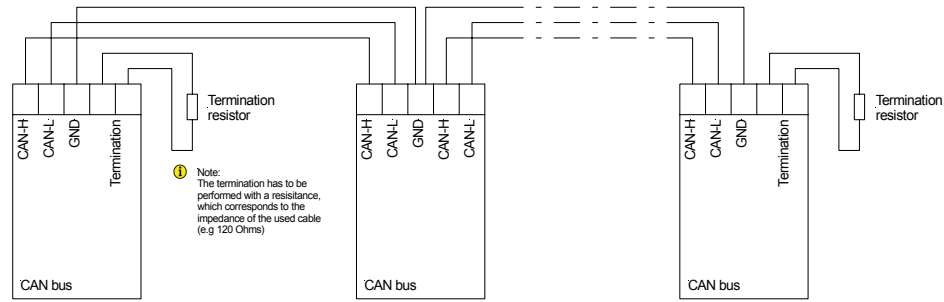 CAN-H
CAN-L
GND
Termination
Termination
resistor
Note:
The termination has to be
performed with a resisitance,
which corresponds to the
impedance of the used cable
(e.g 120 Ohms)
CAN bus
CAN-H
CAN-L
GND
CAN-H
CAN-L
CAN bus
CAN-H
CAN-L
GND
Termination
Termination
resistor
CAN bus